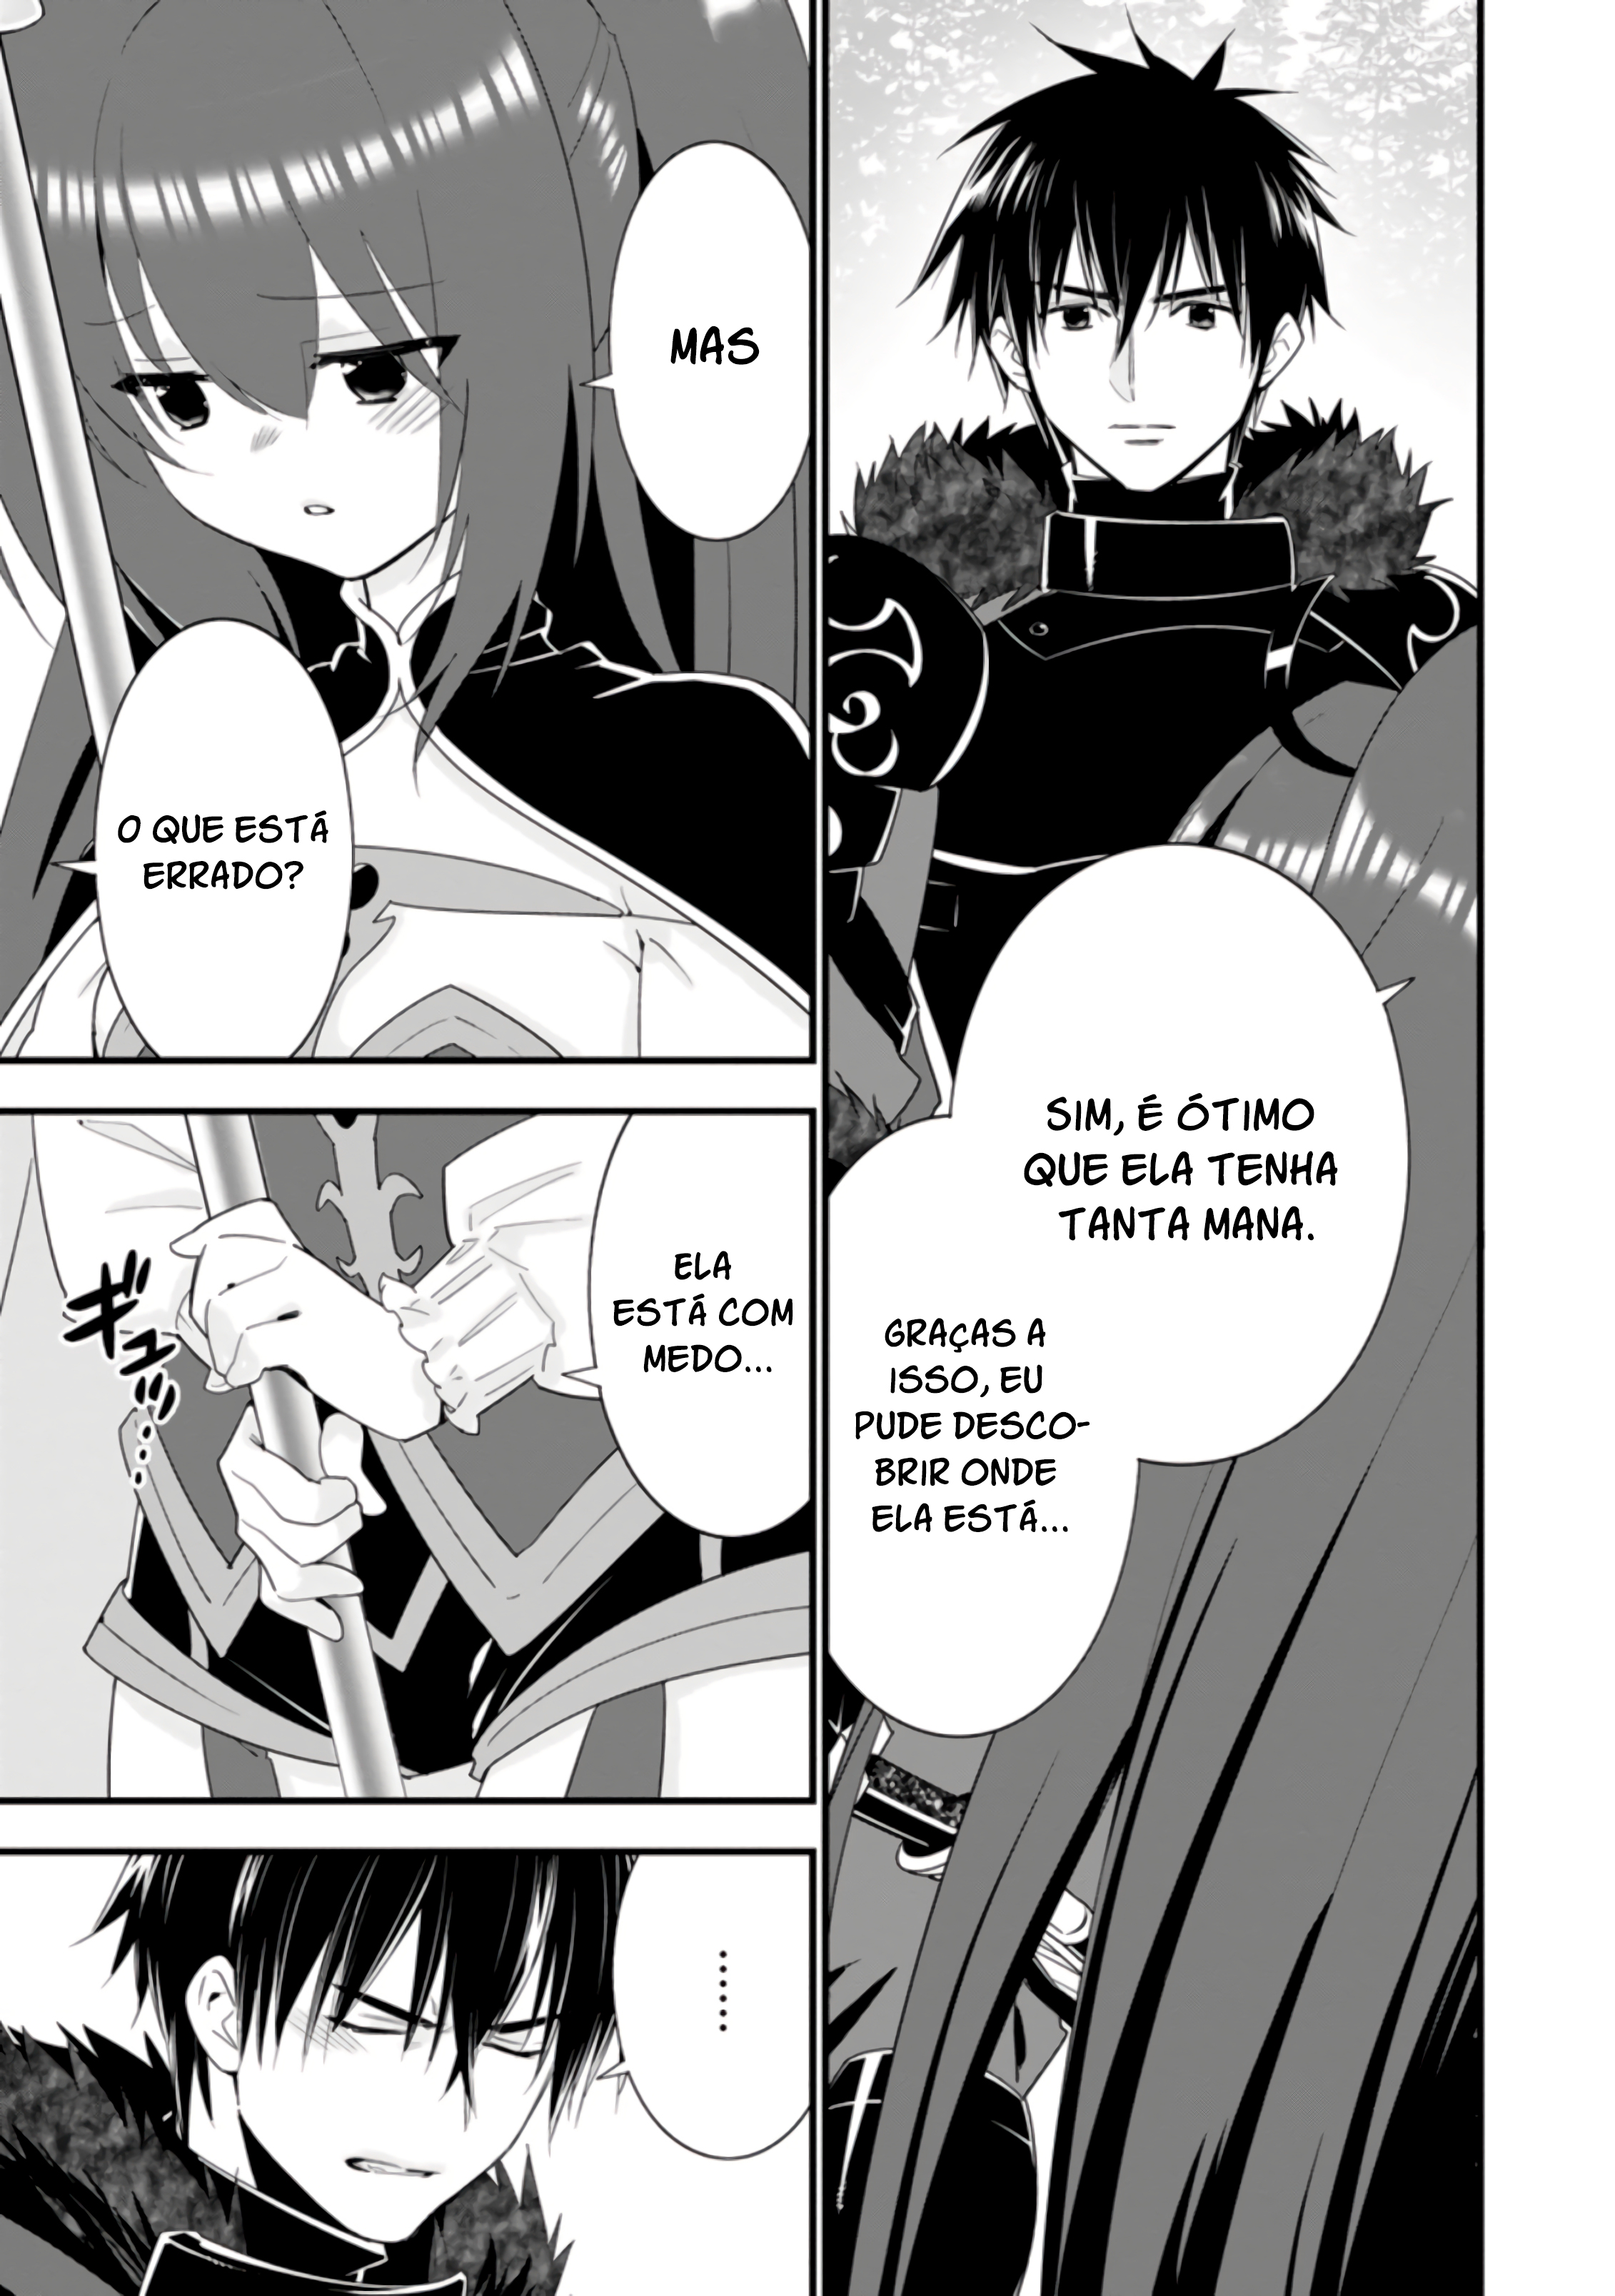 SIM, É ÓTIMO
QUE ELA TENHA
TANTA MANA.
GRAÇAS A
ISSO, EU
PUDE DESCO-
BRIR ONDE
ELA ESTÁ...
MAS
O QUE ESTÁ
ERRADO?
ELA
ESTÁ COM
MEDO...
ギュッ…
......